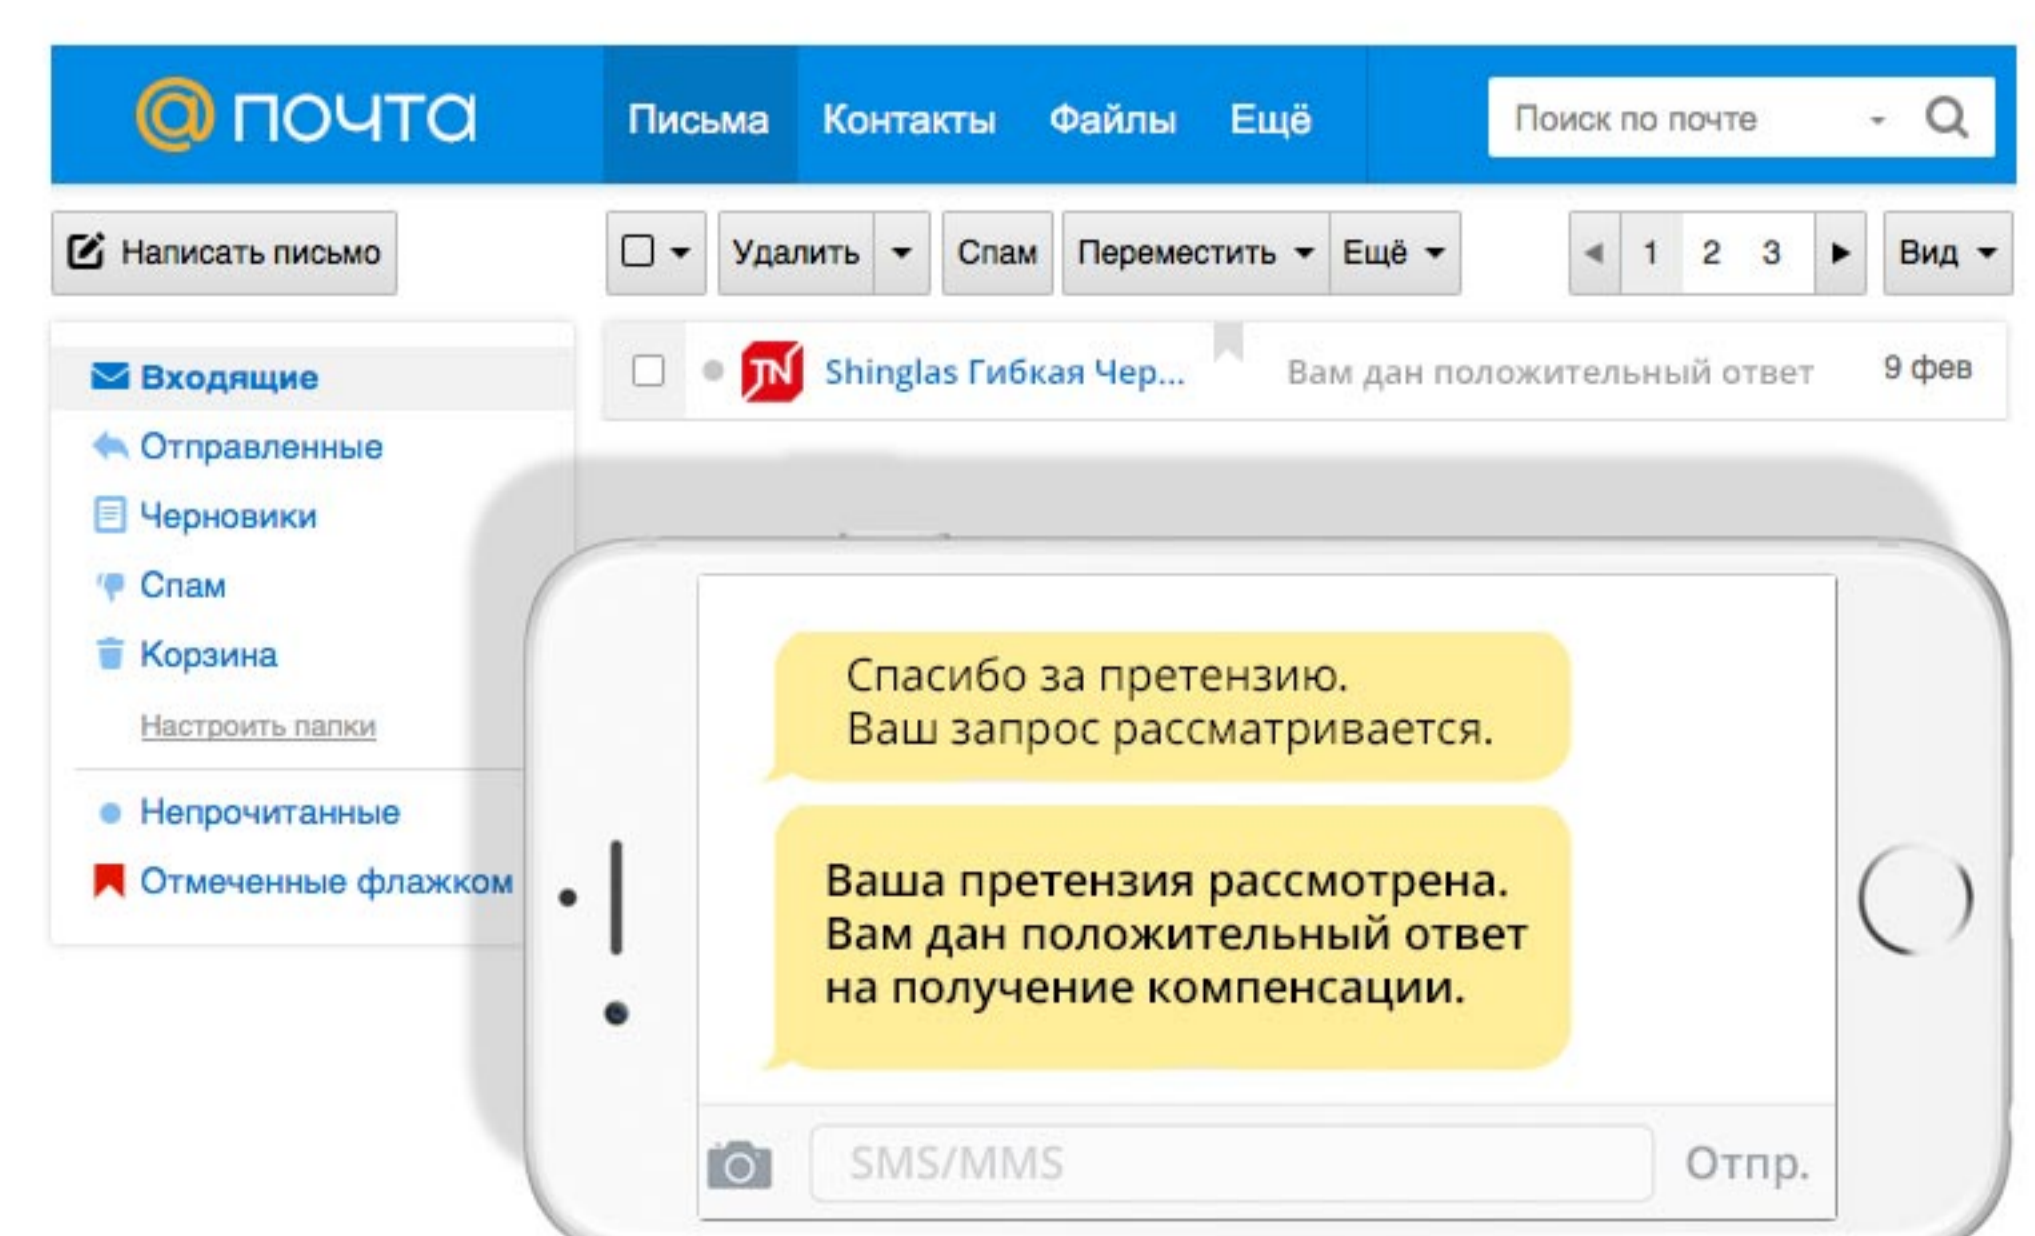 @почта
Письма Контакты Файлы Ещё Поиск по почте
Написать письмо Удалить Спам Переместить Ещё 1 2 3 Вид
Входящие
TN Shinglas Гибкая Чер... Вам дан положительный ответ 9 фев
Отправленные
Черновики
Спам
Корзина
Настроить папки
Непрочитанные
Отмеченные флажком
Спасибо за претензию.
Ваш запрос рассматривается.
Ваша претензия рассмотрена.
Вам дан положительный ответ
на получение компенсации.
SMS/MMS Отпр.